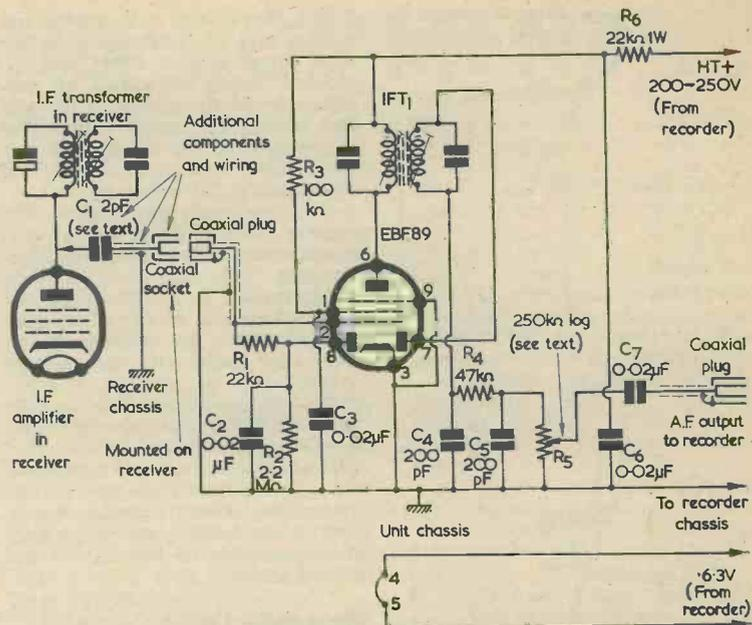 R6
22kΩ 1W
HT+
200-250V
(From
recorder)
I.F. transformer
in receiver
Additional
components
and wiring
IFT1
R3
100
kΩ
C1 2pF
(see text)
Coaxial plug
Coaxial
socket
EBF89
6
9
1
2
8
7
3
R1
22kΩ
250kΩ log
(see text)
R4
47kΩ
C7
0·02µF
Coaxial
plug
A.F. output
to recorder
Receiver
chassis
I.F.
amplifier
in
receiver
Mounted on
receiver
C2
0·02
µF
R2
2·2
MΩ
C3
0·02µF
C4
200
pF
C5
200
pF
R5
C6
0·02µF
To recorder
chassis
Unit chassis
4
5
6·3V
(From
recorder)